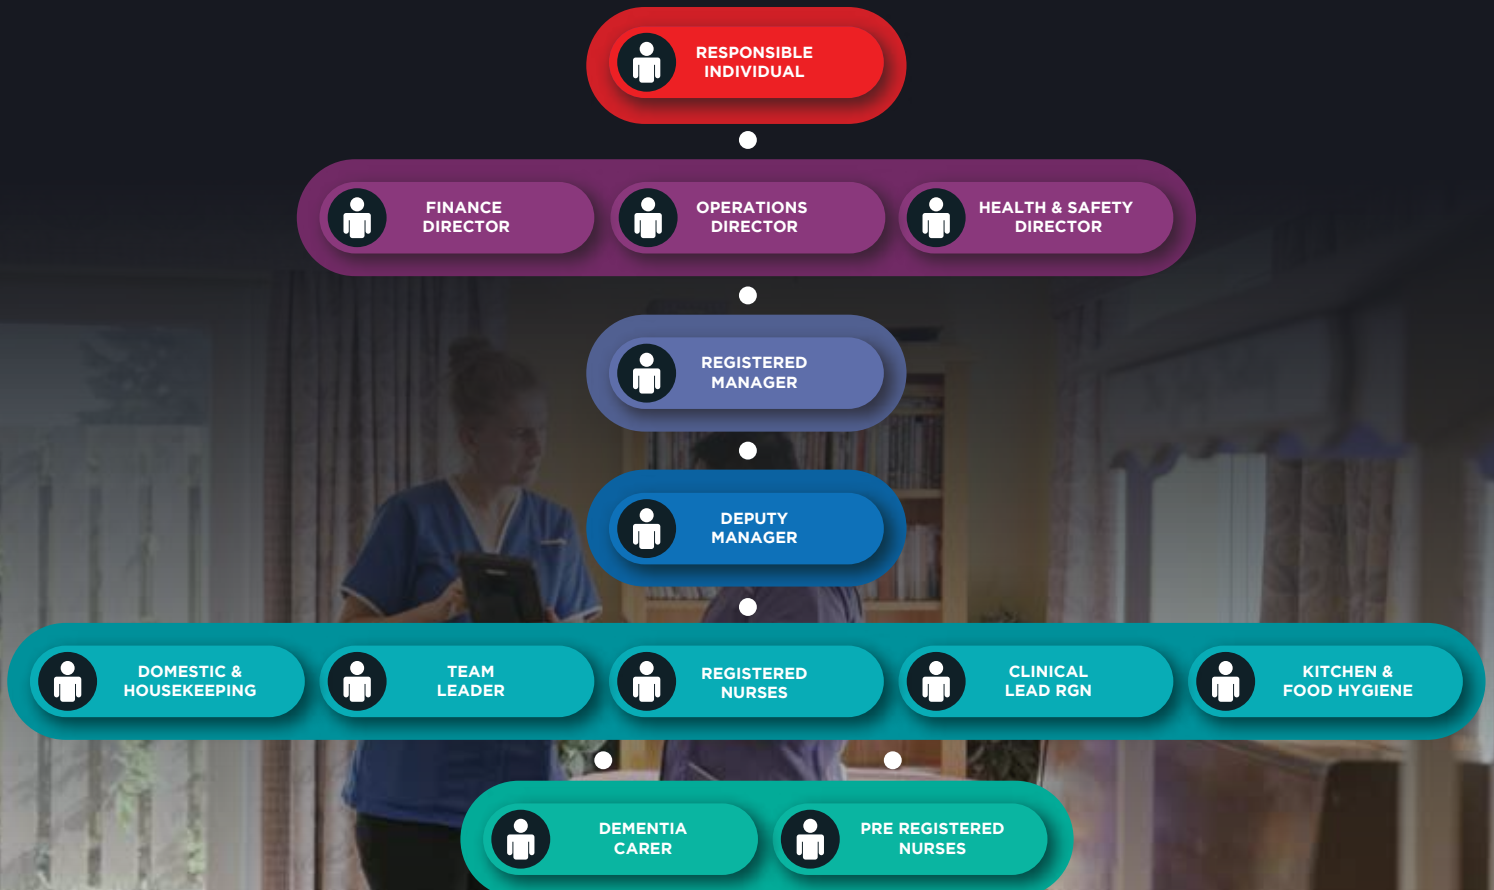 RESPONSIBLE
INDIVIDUAL
FINANCE
DIRECTOR
OPERATIONS
DIRECTOR
HEALTH & SAFETY
DIRECTOR
REGISTERED
MANAGER
DEPUTY
MANAGER
DOMESTIC &
HOUSEKEEPING
TEAM
LEADER
REGISTERED
NURSES
CLINICAL
LEAD RGN
KITCHEN &
FOOD HYGIENE
DEMENTIA
CARER
PRE REGISTERED
NURSES